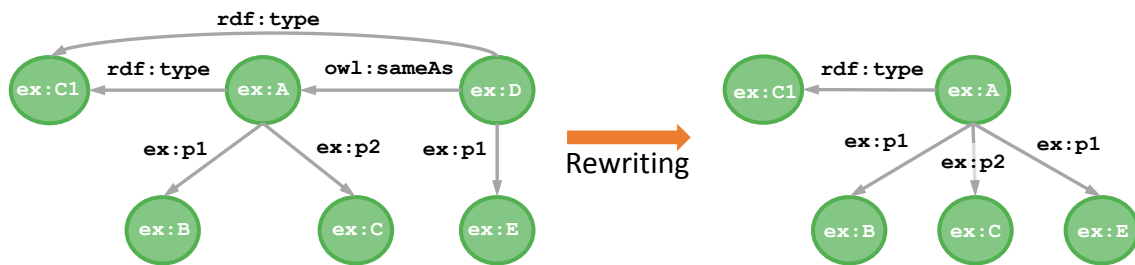 rdf:type
rdf:type
owl:sameAs
ex:C1
ex:A
ex:D
ex:p1
ex:p2
ex:p1
ex:B
ex:C
ex:E
Rewriting
rdf:type
ex:C1
ex:A
ex:p1
ex:p2
ex:p1
ex:B
ex:C
ex:E